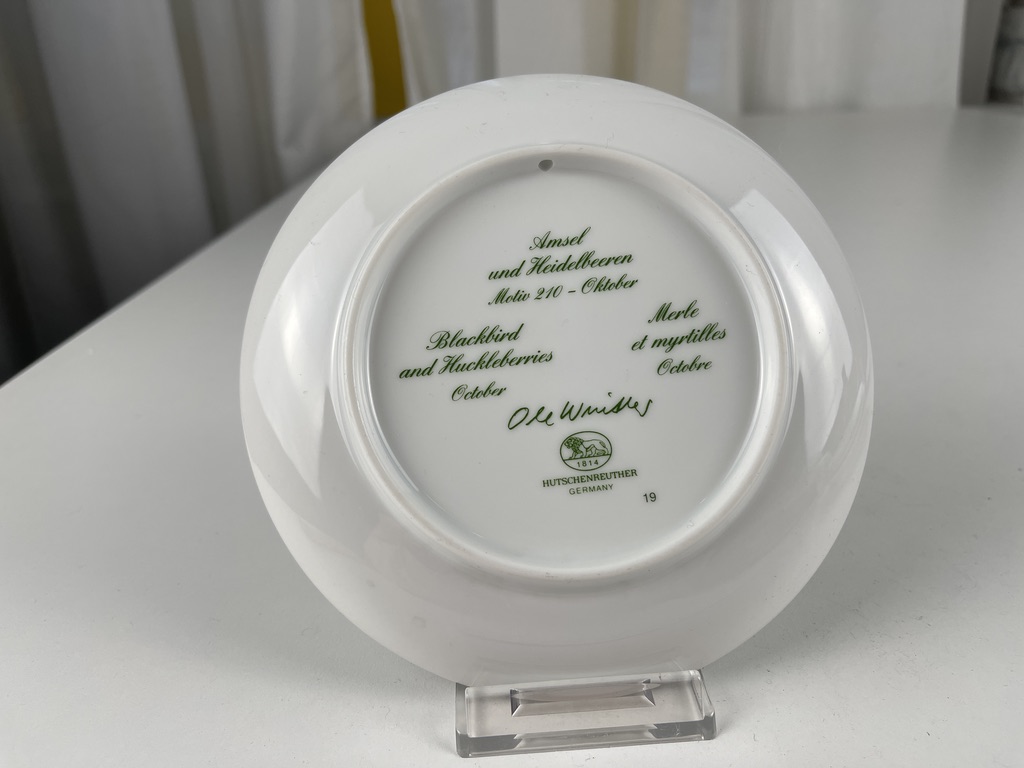 Amsel
und Heidelbeeren
Motiv 210 – Oktober
Blackbird
and Huckleberries
October
Merle
et myrtilles
Octobre
Ole Winther
1814
HUTSCHENREUTHER
GERMANY
19